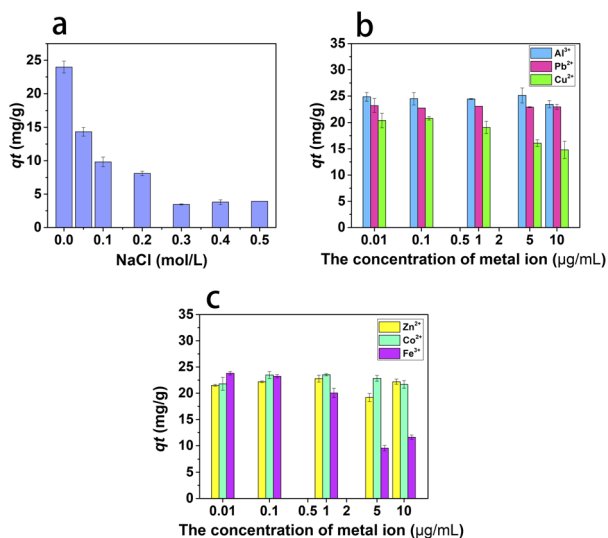 a
qt (mg/g)
25
20
15
10
5
0
0.0 0.1 0.2 0.3 0.4 0.5
NaCl (mol/L)
b
qt (mg/g)
35
30
25
20
15
10
5
0
Al³⁺
Pb²⁺
Cu²⁺
0.01 0.1 0.5 1 2 5 10
The concentration of metal ion (μg/mL)
c
qt (mg/g)
35
30
25
20
15
10
5
0
Zn²⁺
Co²⁺
Fe³⁺
0.01 0.1 0.5 1 2 5 10
The concentration of metal ion (μg/mL)